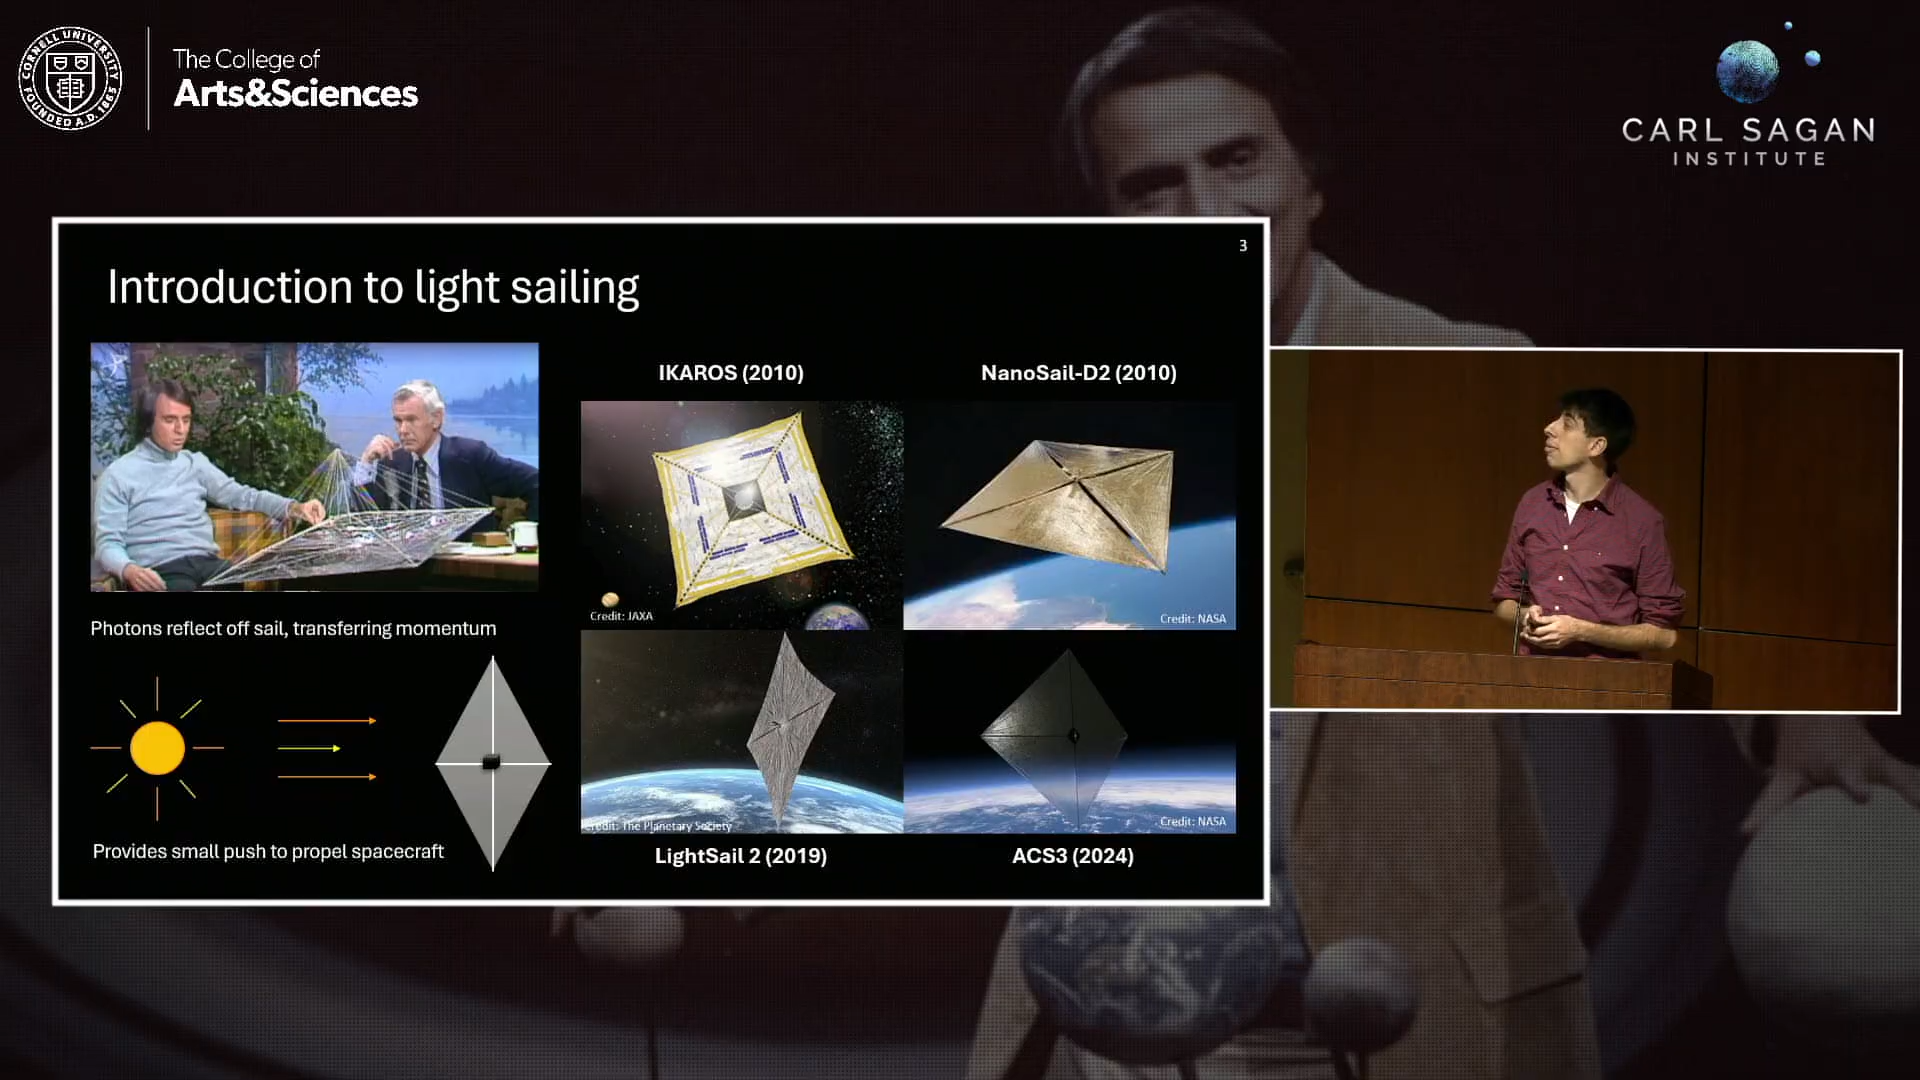 CORNELL UNIVERSITY
FOUNDED A.D. 1865
The College of
Arts&Sciences
CARL SAGAN
INSTITUTE
3
Introduction to light sailing
IKAROS (2010)
NanoSail-D2 (2010)
Credit: JAXA
Credit: NASA
Photons reflect off sail, transferring momentum
Credit: The Planetary Society
Credit: NASA
Provides small push to propel spacecraft
LightSail 2 (2019)
ACS3 (2024)